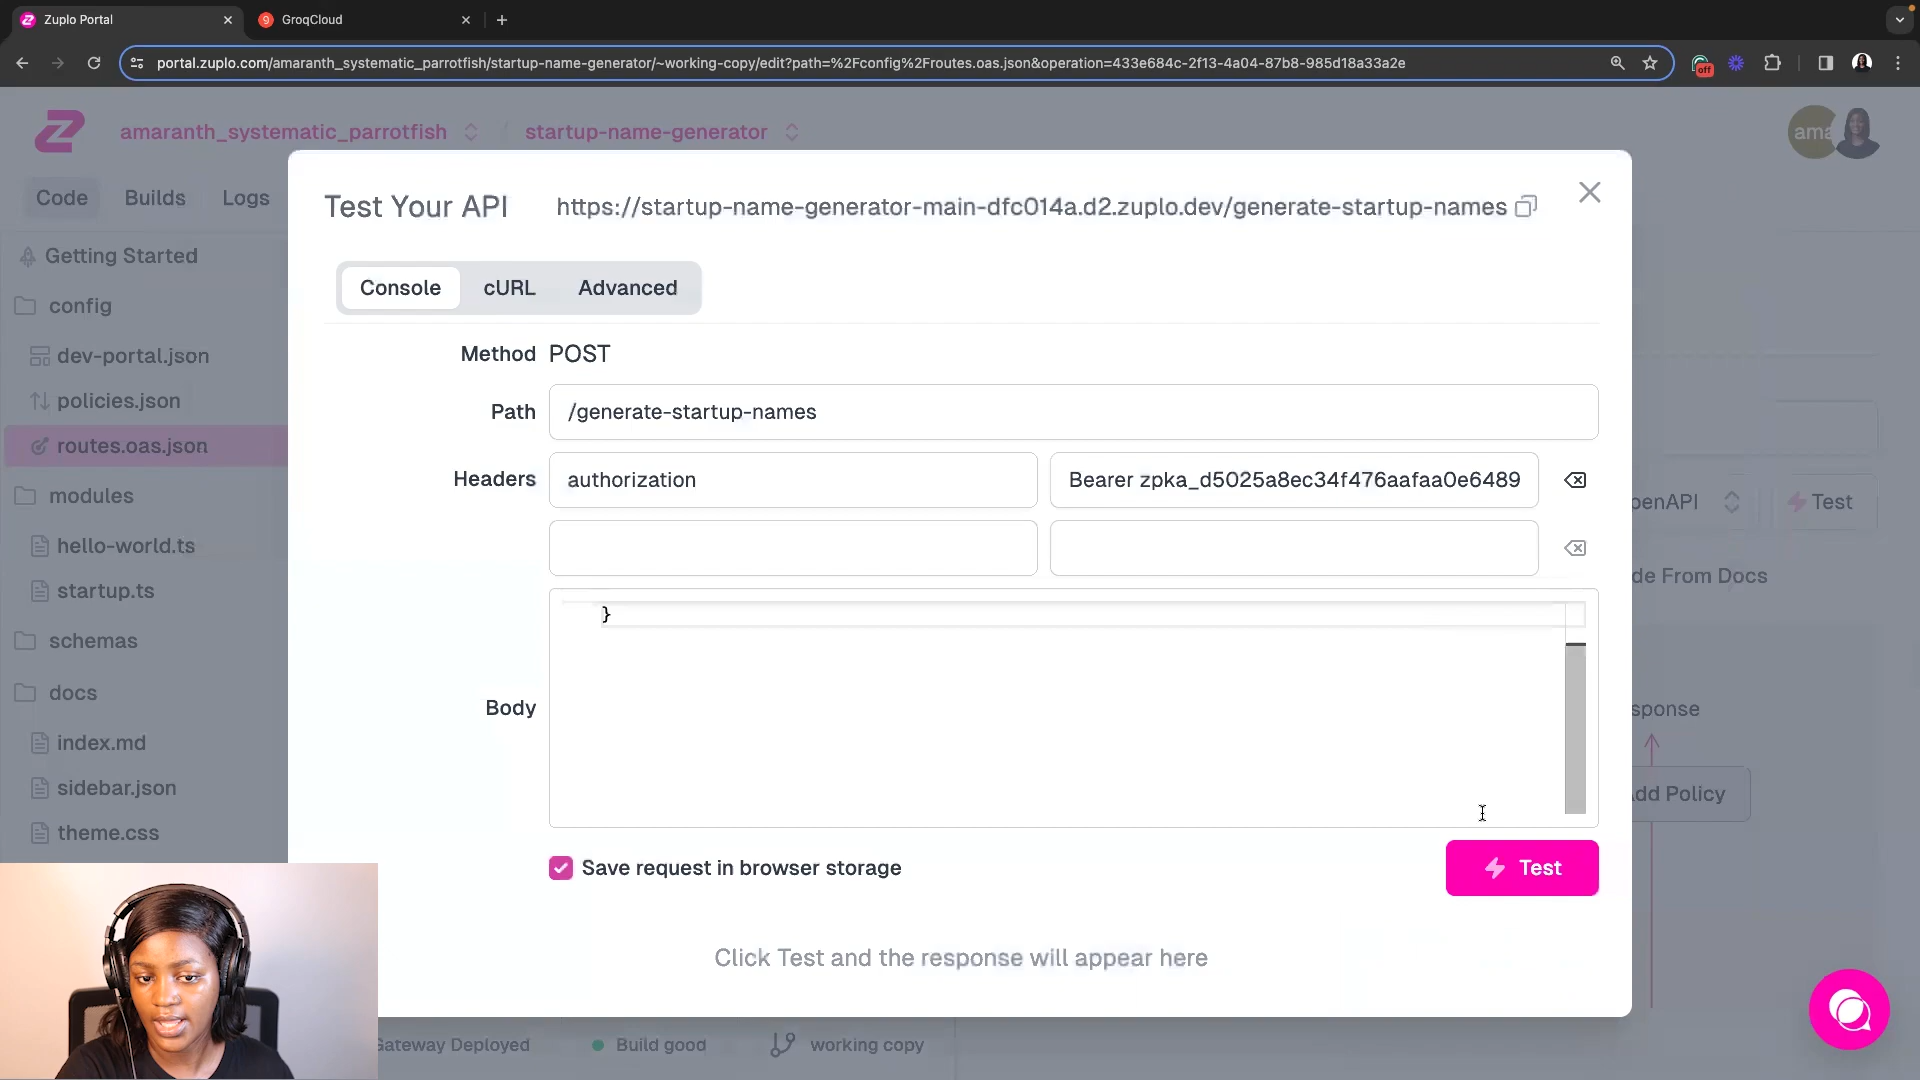 Zuplo Portal
GroqCloud
portal.zuplo.com/amaranth_systematic_parrotfish/startup-name-generator/~working-copy/edit?path=%2Fconfig%2Froutes.oas.json&operation=433e684c-2f13-4a04-87b8-985d18a33a2e
off
amaranth_systematic_parrotfish / startup-name-generator
ama
Code Builds Logs
Test Your API https://startup-name-generator-main-dfc014a.d2.zuplo.dev/generate-startup-names
Getting Started
Console cURL Advanced
config
Method POST
dev-portal.json
Path /generate-startup-names
policies.json
routes.oas.json
Headers authorization Bearer zpka_d5025a8ec34f476aafaa0e6489
modules
penAPI Test
hello-world.ts
de From Docs
startup.ts
}
schemas
docs
Body
sponse
index.md
sidebar.json
dd Policy
theme.css
Save request in browser storage
Test
Click Test and the response will appear here
Gateway Deployed Build good working copy